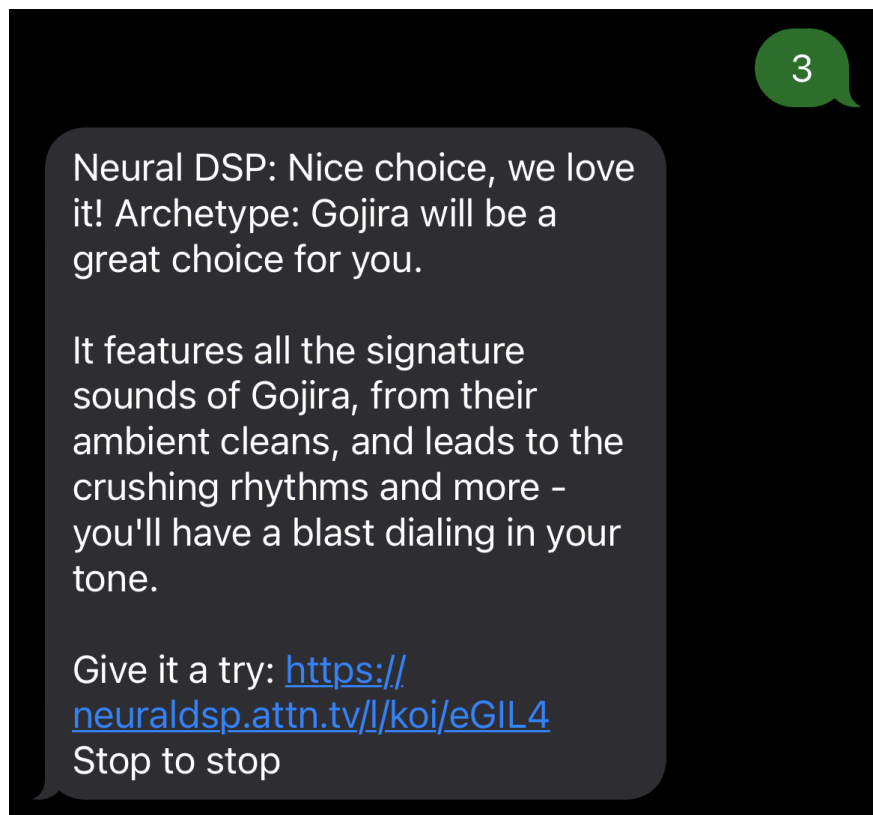 3
Neural DSP: Nice choice, we love
it! Archetype: Gojira will be a
great choice for you.
It features all the signature
sounds of Gojira, from their
ambient cleans, and leads to the
crushing rhythms and more -
you'll have a blast dialing in your
tone.
Give it a try: https://
neuraldsp.attn.tv/l/koi/eGIL4
Stop to stop